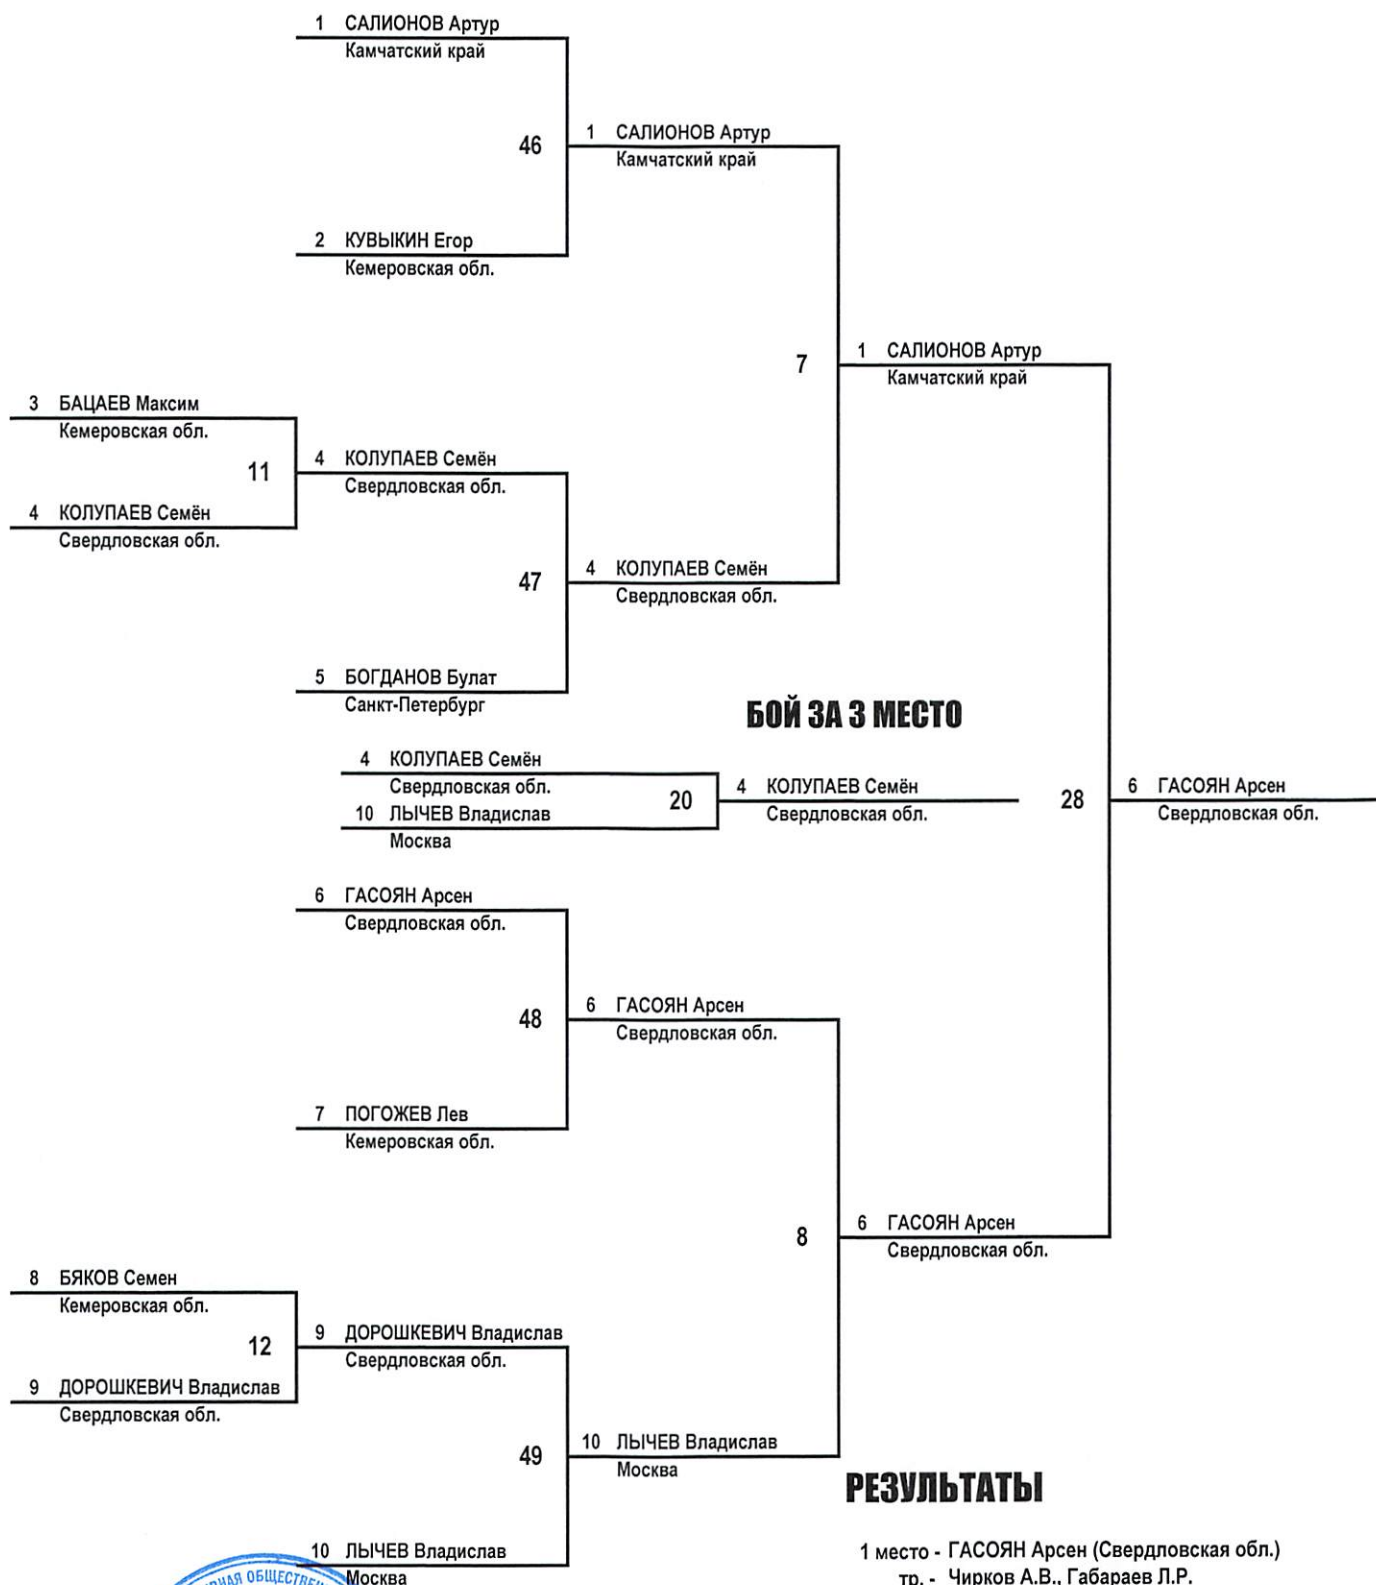 1 САЛИОНОВ Артур
Камчатский край
46
1 САЛИОНОВ Артур
Камчатский край
2 КУВЫКИН Егор
Кемеровская обл.
7
1 САЛИОНОВ Артур
Камчатский край
3 БАЦАЕВ Максим
Кемеровская обл.
11
4 КОЛУПАЕВ Семён
Свердловская обл.
4 КОЛУПАЕВ Семён
Свердловская обл.
47
4 КОЛУПАЕВ Семён
Свердловская обл.
5 БОГДАНОВ Булат
Санкт-Петербург
БОЙ ЗА 3 МЕСТО
4 КОЛУПАЕВ Семён
Свердловская обл.
10 ЛЫЧЕВ Владислав
Москва
20
4 КОЛУПАЕВ Семён
Свердловская обл.
28
6 ГАСОЯН Арсен
Свердловская обл.
6 ГАСОЯН Арсен
Свердловская обл.
48
6 ГАСОЯН Арсен
Свердловская обл.
7 ПОГОЖЕВ Лев
Кемеровская обл.
8
6 ГАСОЯН Арсен
Свердловская обл.
8 БЯКОВ Семен
Кемеровская обл.
12
9 ДОРОШКЕВИЧ Владислав
Свердловская обл.
9 ДОРОШКЕВИЧ Владислав
Свердловская обл.
49
10 ЛЫЧЕВ Владислав
Москва
10 ЛЫЧЕВ Владислав
Москва
РЕЗУЛЬТАТЫ
1 место - ГАСОЯН Арсен (Свердловская обл.)
тр. - Чирков А.В., Габараев Л.Р.